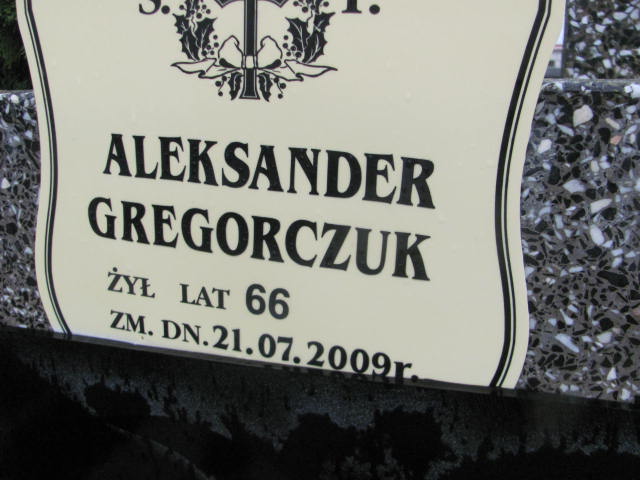 Ś. P.
ALEKSANDER
GREGORCZUK
ŻYŁ LAT 66
ZM. DN. 21.07.2009r.